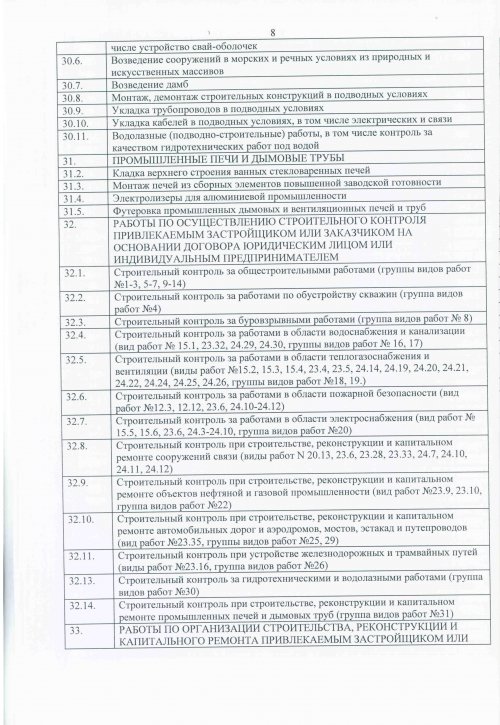 8
числе устройство свай-оболочек
30.6. Возведение сооружений в морских и речных условиях из природных и
искусственных массивов
30.7. Возведение дамб
30.8. Монтаж, демонтаж строительных конструкций в подводных условиях
30.9. Укладка трубопроводов в подводных условиях
30.10. Укладка кабелей в подводных условиях, в том числе электрических и связи
30.11. Водолазные (подводно-строительные) работы, в том числе контроль за
качеством гидротехнических работ под водой
31. ПРОМЫШЛЕННЫЕ ПЕЧИ И ДЫМОВЫЕ ТРУБЫ
31.2. Кладка верхнего строения ванных стекловаренных печей
31.3. Монтаж печей из сборных элементов повышенной заводской готовности
31.4. Электролизеры для алюминиевой промышленности
31.5. Футеровка промышленных дымовых и вентиляционных печей и труб
32. РАБОТЫ ПО ОСУЩЕСТВЛЕНИЮ СТРОИТЕЛЬНОГО КОНТРОЛЯ
ПРИВЛЕКАЕМЫМ ЗАСТРОЙЩИКОМ ИЛИ ЗАКАЗЧИКОМ НА
ОСНОВАНИИ ДОГОВОРА ЮРИДИЧЕСКИМ ЛИЦОМ ИЛИ
ИНДИВИДУАЛЬНЫМ ПРЕДПРИНИМАТЕЛЕМ
32.1. Строительный контроль за общестроительными работами (группы видов работ
№1-3, 5-7, 9-14)
32.2. Строительный контроль за работами по обустройству скважин (группа видов
работ №4)
32.3. Строительный контроль за буровзрывными работами (группа видов работ № 8)
32.4. Строительный контроль за работами в области водоснабжения и канализации
(вид работ № 15.1, 23.32, 24.29, 24.30, группы видов работ № 16, 17)
32.5. Строительный контроль за работами в области теплогазоснабжения и
вентиляции (виды работ №15.2, 15.3, 15.4, 23.4, 23.5, 24.14, 24.19, 24.20, 24.21,
24.22, 24.24, 24.25, 24.26, группы видов работ №18, 19.)
32.6. Строительный контроль за работами в области пожарной безопасности (вид
работ №12.3, 12.12, 23.6, 24.10-24.12)
32.7. Строительный контроль за работами в области электроснабжения (вид работ №
15.5, 15.6, 23.6, 24.3-24.10, группа видов работ №20)
32.8. Строительный контроль при строительстве, реконструкции и капитальном
ремонте сооружений связи (виды работ N 20.13, 23.6, 23.28, 23.33, 24.7, 24.10,
24.11, 24.12)
32.9. Строительный контроль при строительстве, реконструкции и капитальном
ремонте объектов нефтяной и газовой промышленности (вид работ №23.9, 23.10,
группа видов работ №22)
32.10. Строительный контроль при строительстве, реконструкции и капитальном
ремонте автомобильных дорог и аэродромов, мостов, эстакад и путепроводов
(вид работ №23.35, группы видов работ №25, 29)
32.11. Строительный контроль при устройстве железнодорожных и трамвайных путей
(виды работ №23.16, группа видов работ №26)
32.13. Строительный контроль за гидротехническими и водолазными работами (группа
видов работ №30)
32.14. Строительный контроль при строительстве, реконструкции и капитальном
ремонте промышленных печей и дымовых труб (группа видов работ №31)
33. РАБОТЫ ПО ОРГАНИЗАЦИИ СТРОИТЕЛЬСТВА, РЕКОНСТРУКЦИИ И
КАПИТАЛЬНОГО РЕМОНТА ПРИВЛЕКАЕМЫМ ЗАСТРОЙЩИКОМ ИЛИ